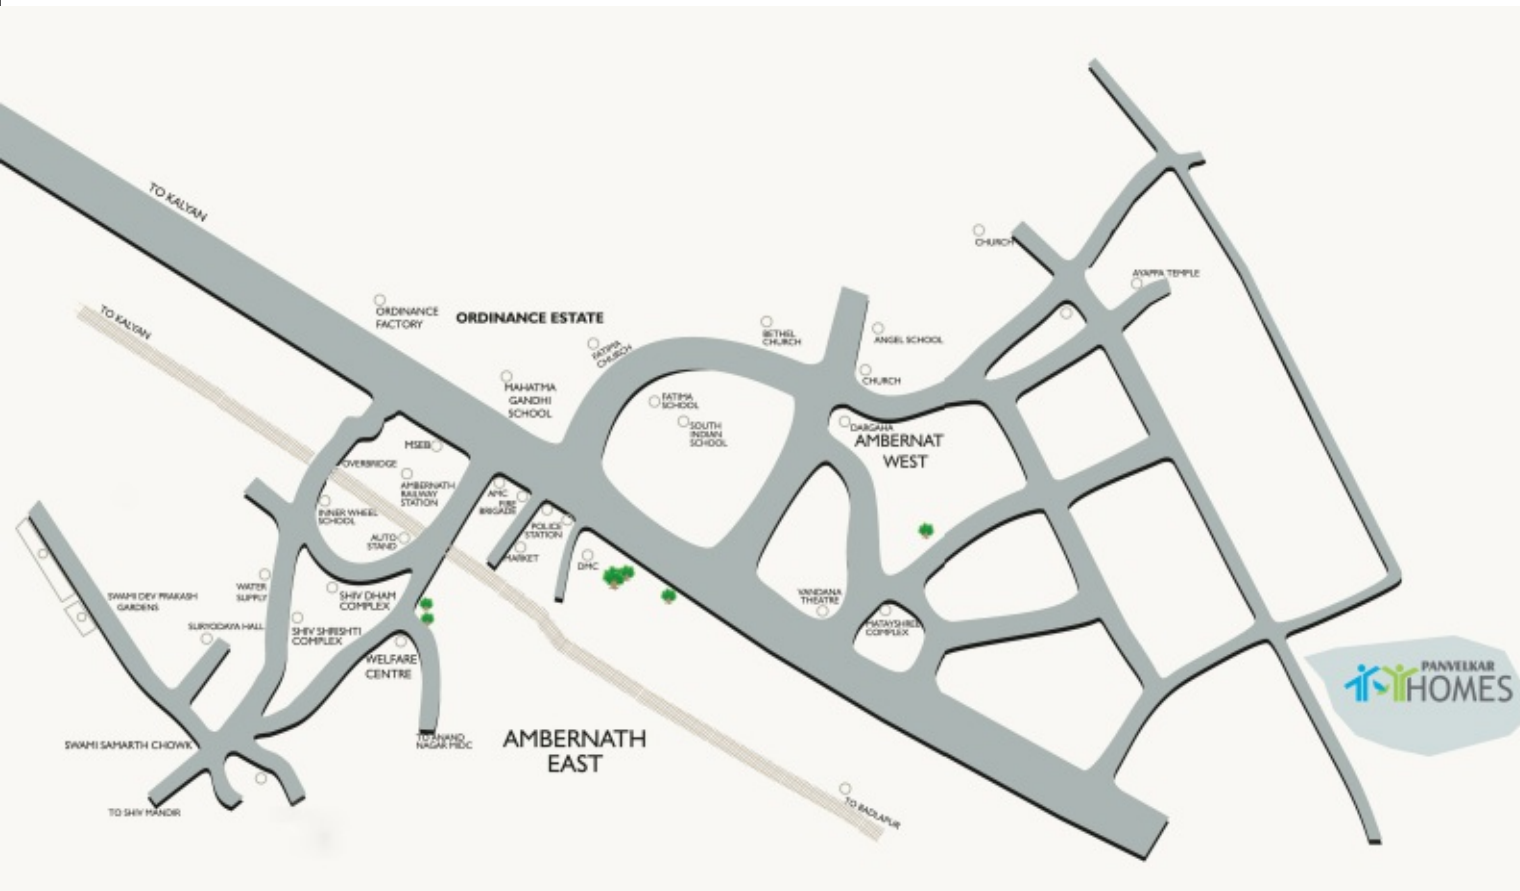 TO KALYAN
CHURCH
AYAPPA TEMPLE
TO KALYAN
ORDINANCE
FACTORY
ORDINANCE ESTATE
FATIMA
CHURCH
BETHEL
CHURCH
ANGEL SCHOOL
CHURCH
MAHATMA
GANDHI
SCHOOL
FATIMA
SCHOOL
SOUTH
INDIAN
SCHOOL
DARGAHA
AMBERNAT
WEST
MSEB
OVERBRIDGE
AMBERNATH
RAILWAY
STATION
AMC
FIRE
BRIGADE
INNER WHEEL
SCHOOL
POLICE
STATION
AUTO
STAND
MARKET
DMC
WATER
SUPPLY
SWAMI DEV PRAKASH
GARDENS
SHIV DHAM
COMPLEX
VANDANA
THEATRE
SURYODAYA HALL
SHIV SHRISHTI
COMPLEX
MATAYSHREE
COMPLEX
WELFARE
CENTRE
PANVELKAR
HOMES
SWAMI SAMARTH CHOWK
TO ANAND
NAGAR MIDC
AMBERNATH
EAST
TO SHIV MANDIR
TO BADLAPUR